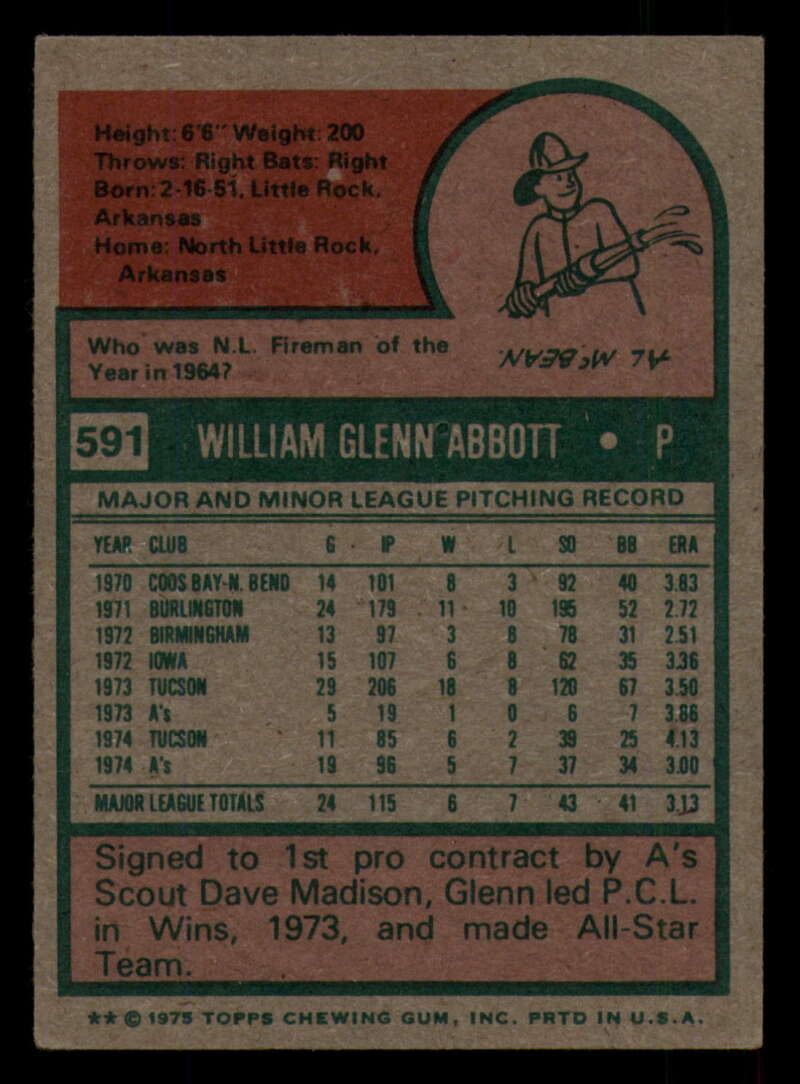 Height: 6'6" Weight: 200
Throws: Right Bats: Right
Born: 2-16-51, Little Rock,
Arkansas
Home: North Little Rock,
Arkansas
Who was N.L. Fireman of the
Year in 1964?
AL McBEAN.
591 WILLIAM GLENN ABBOTT • P
MAJOR AND MINOR LEAGUE PITCHING RECORD
YEAR CLUB G IP W L SO BB ERA
1970 COOS BAY-N. BEND 14 101 8 3 92 40 3.83
1971 BURLINGTON 24 179 11 10 195 52 2.72
1972 BIRMINGHAM 13 97 3 8 78 31 2.51
1972 IOWA 15 107 6 8 62 35 3.36
1973 TUCSON 29 206 18 8 120 67 3.50
1973 A's 5 19 1 0 6 7 3.86
1974 TUCSON 11 85 6 2 39 25 4.13
1974 A's 19 96 5 7 37 34 3.00
MAJOR LEAGUE TOTALS 24 115 6 7 43 41 3.13
Signed to 1st pro contract by A's
Scout Dave Madison, Glenn led P.C.L.
in Wins, 1973, and made All-Star
Team.
** © 1975 TOPPS CHEWING GUM, INC. PRTD IN U.S.A.